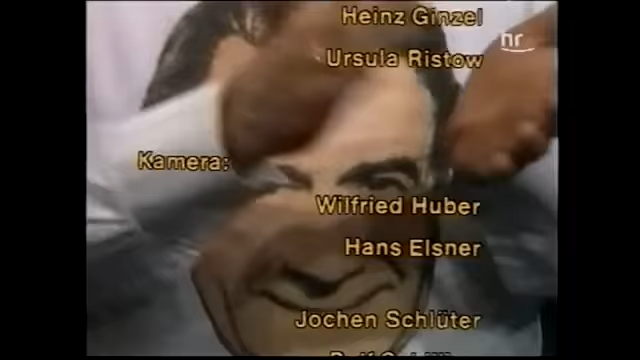 Heinz Ginzel
hr
Ursula Ristow
Kamera:
Wilfried Huber
Hans Elsner
Jochen Schlüter